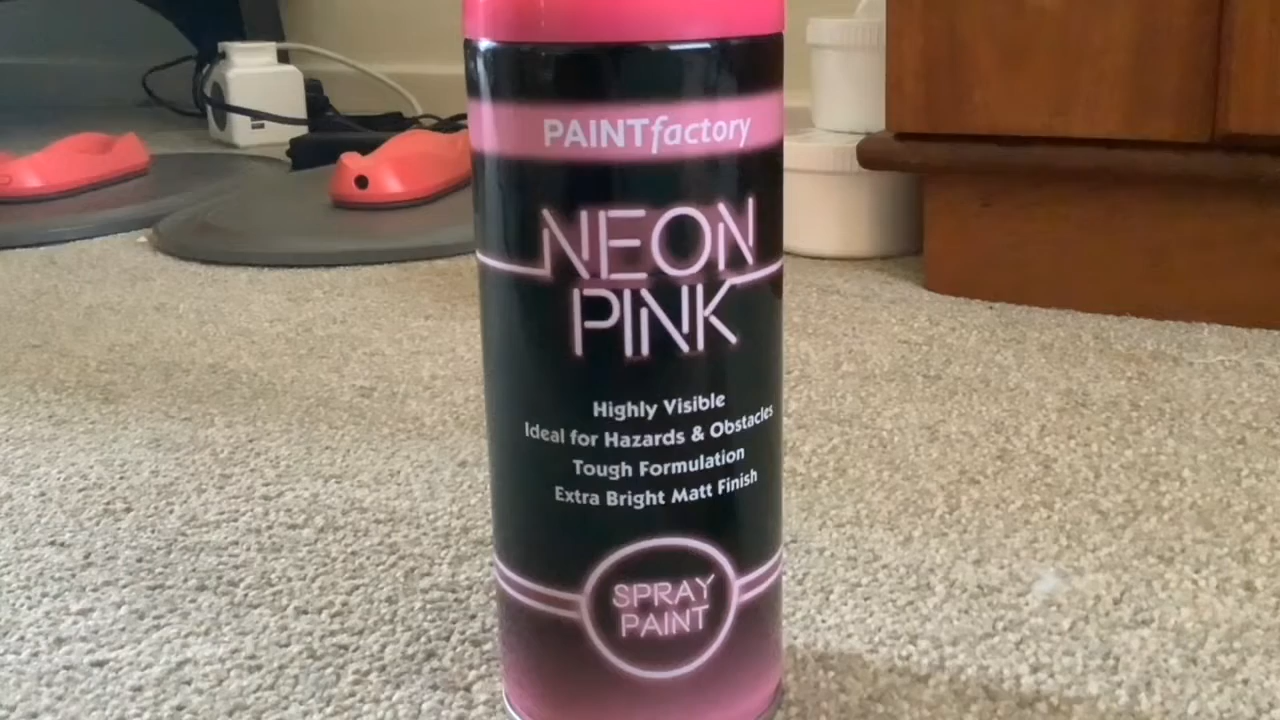 PAINTfactory
NEON
PINK
Highly Visible
Ideal for Hazards & Obstacles
Tough Formulation
Extra Bright Matt Finish
SPRAY
PAINT